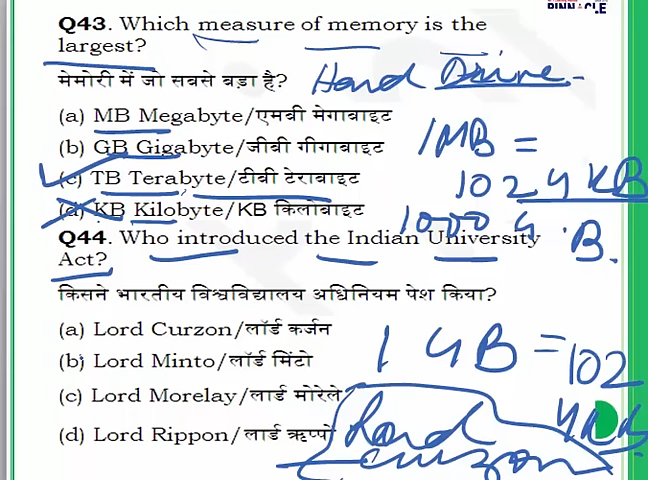 PINNACLE
Q43. Which measure of memory is the
largest?
मेमोरी में जो सबसे बड़ा है?
Hard Drive
(a) MB Megabyte/एमबी मेगाबाइट
(b) GB Gigabyte/जीबी गीगाबाइट
1MB =
(c) TB Terabyte/टीबी टेराबाइट
1024 KB
(d) KB Kilobyte/KB किलोबाइट
Q44. Who introduced the Indian University
Act?
किसने भारतीय विश्वविद्यालय अधिनियम पेश किया?
(a) Lord Curzon/लॉर्ड कर्जन
(b) Lord Minto/लॉर्ड मिंटो
1 GB = 102
(c) Lord Morelay/लार्ड मोरेले
(d) Lord Rippon/लार्ड ऋप्पो
Lord
Curzon